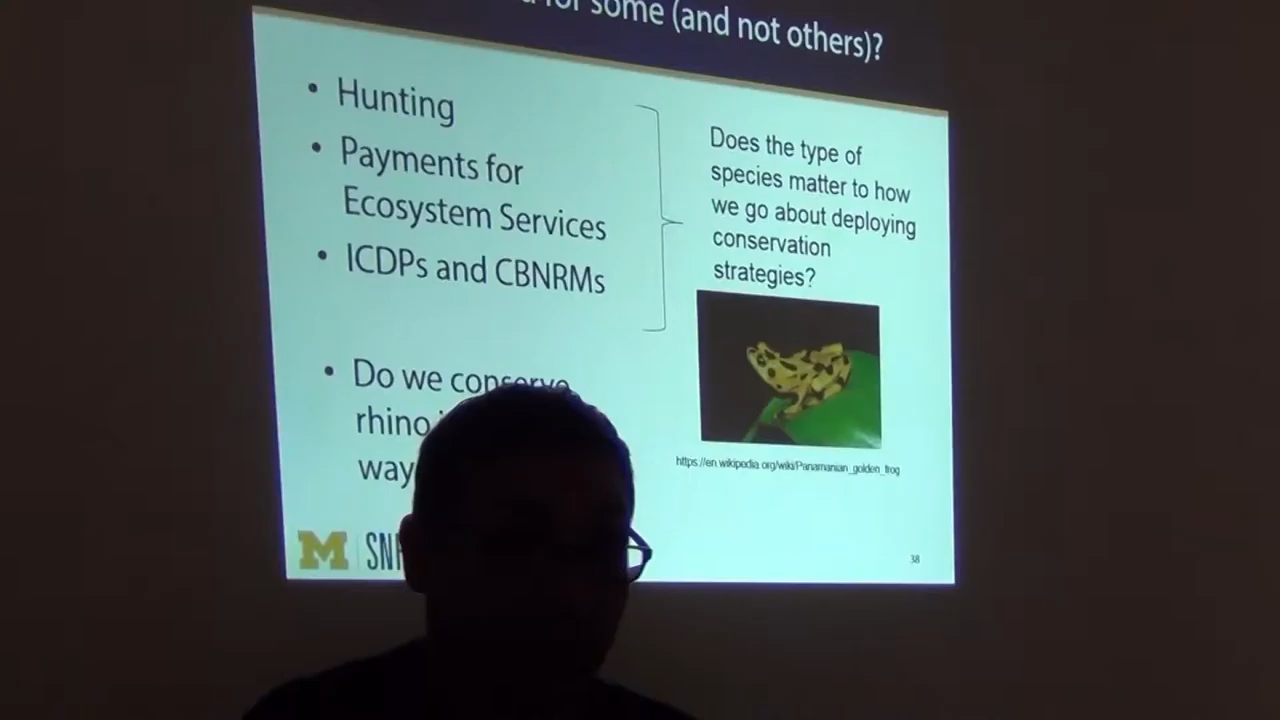 for some (and not others)?
• Hunting
• Payments for
Ecosystem Services
• ICDPs and CBNRMs
Does the type of
species matter to how
we go about deploying
conservation
strategies?
• Do we conserve
rhino
way
https://en.wikipedia.org/wiki/Panamanian_golden_frog
M
38